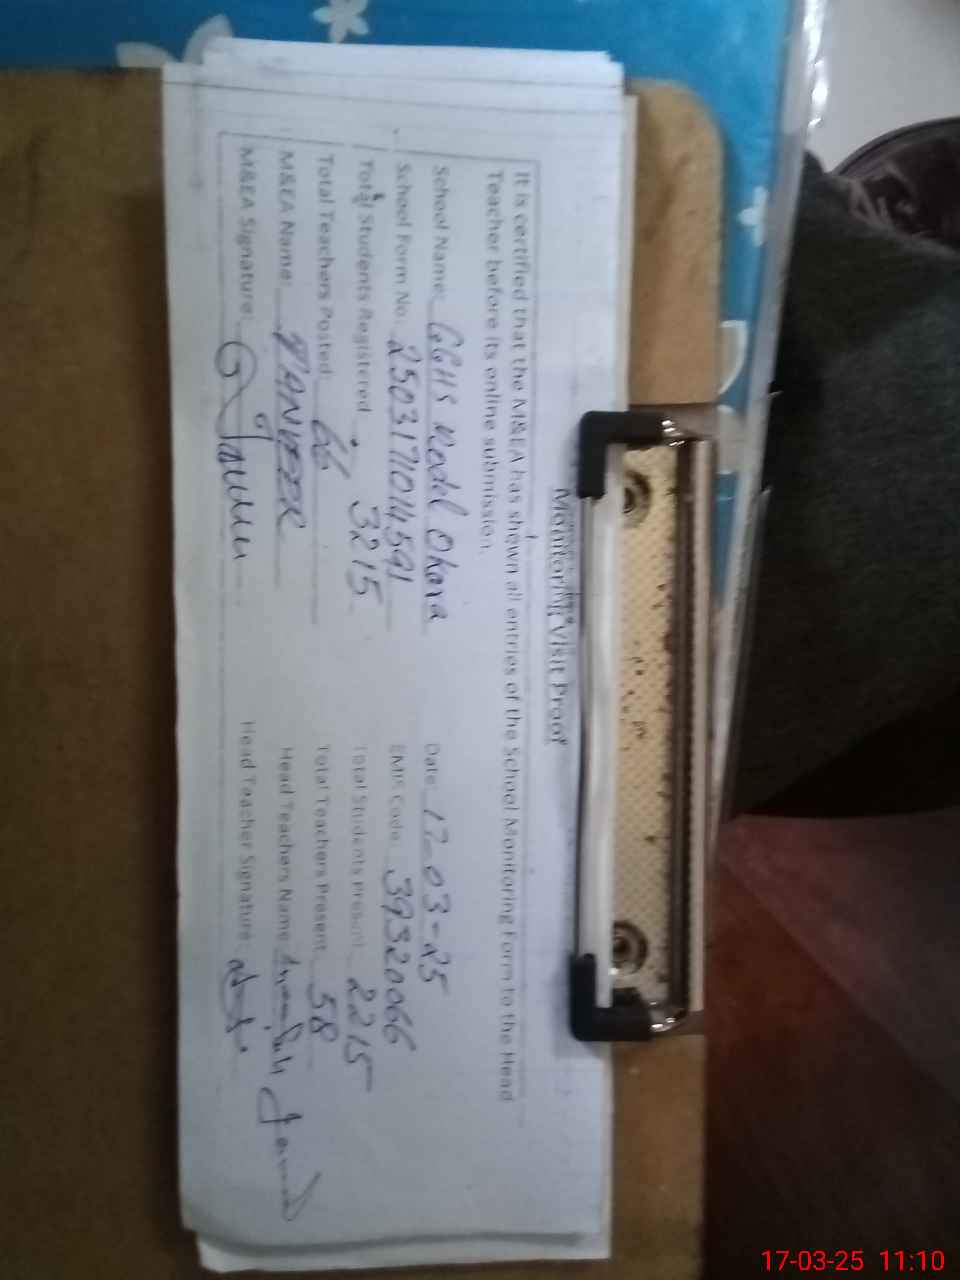 Monitoring Visit Proof
It is certified that the M&EA has shown all entries of the School Monitoring Form to the Head
Teacher before its online submission.
School Name: GGHS Model Okara Date: 17-03-25
School Form No. 2503171014591 EMIS Code: 39320066
Total Students Registered 3215 Total Students Present 2215
Total Teachers Posted: 66 Total Teachers Present 58
M&EA Name: TANVEER Head Teachers Name
M&EA Signature: Head Teacher Signature
17-03-25 11:10